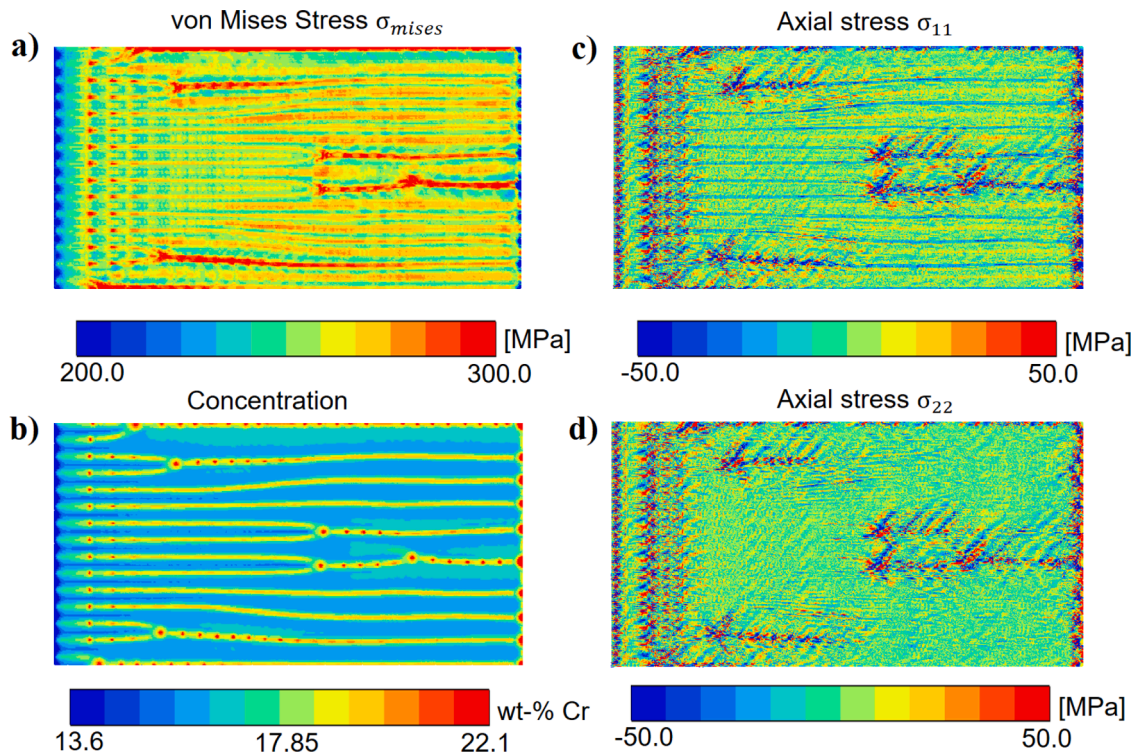 von Mises Stress σmises
a)
[MPa]
200.0 300.0
Concentration
b)
wt-% Cr
13.6 17.85 22.1
Axial stress σ11
c)
[MPa]
-50.0 50.0
Axial stress σ22
d)
[MPa]
-50.0 50.0